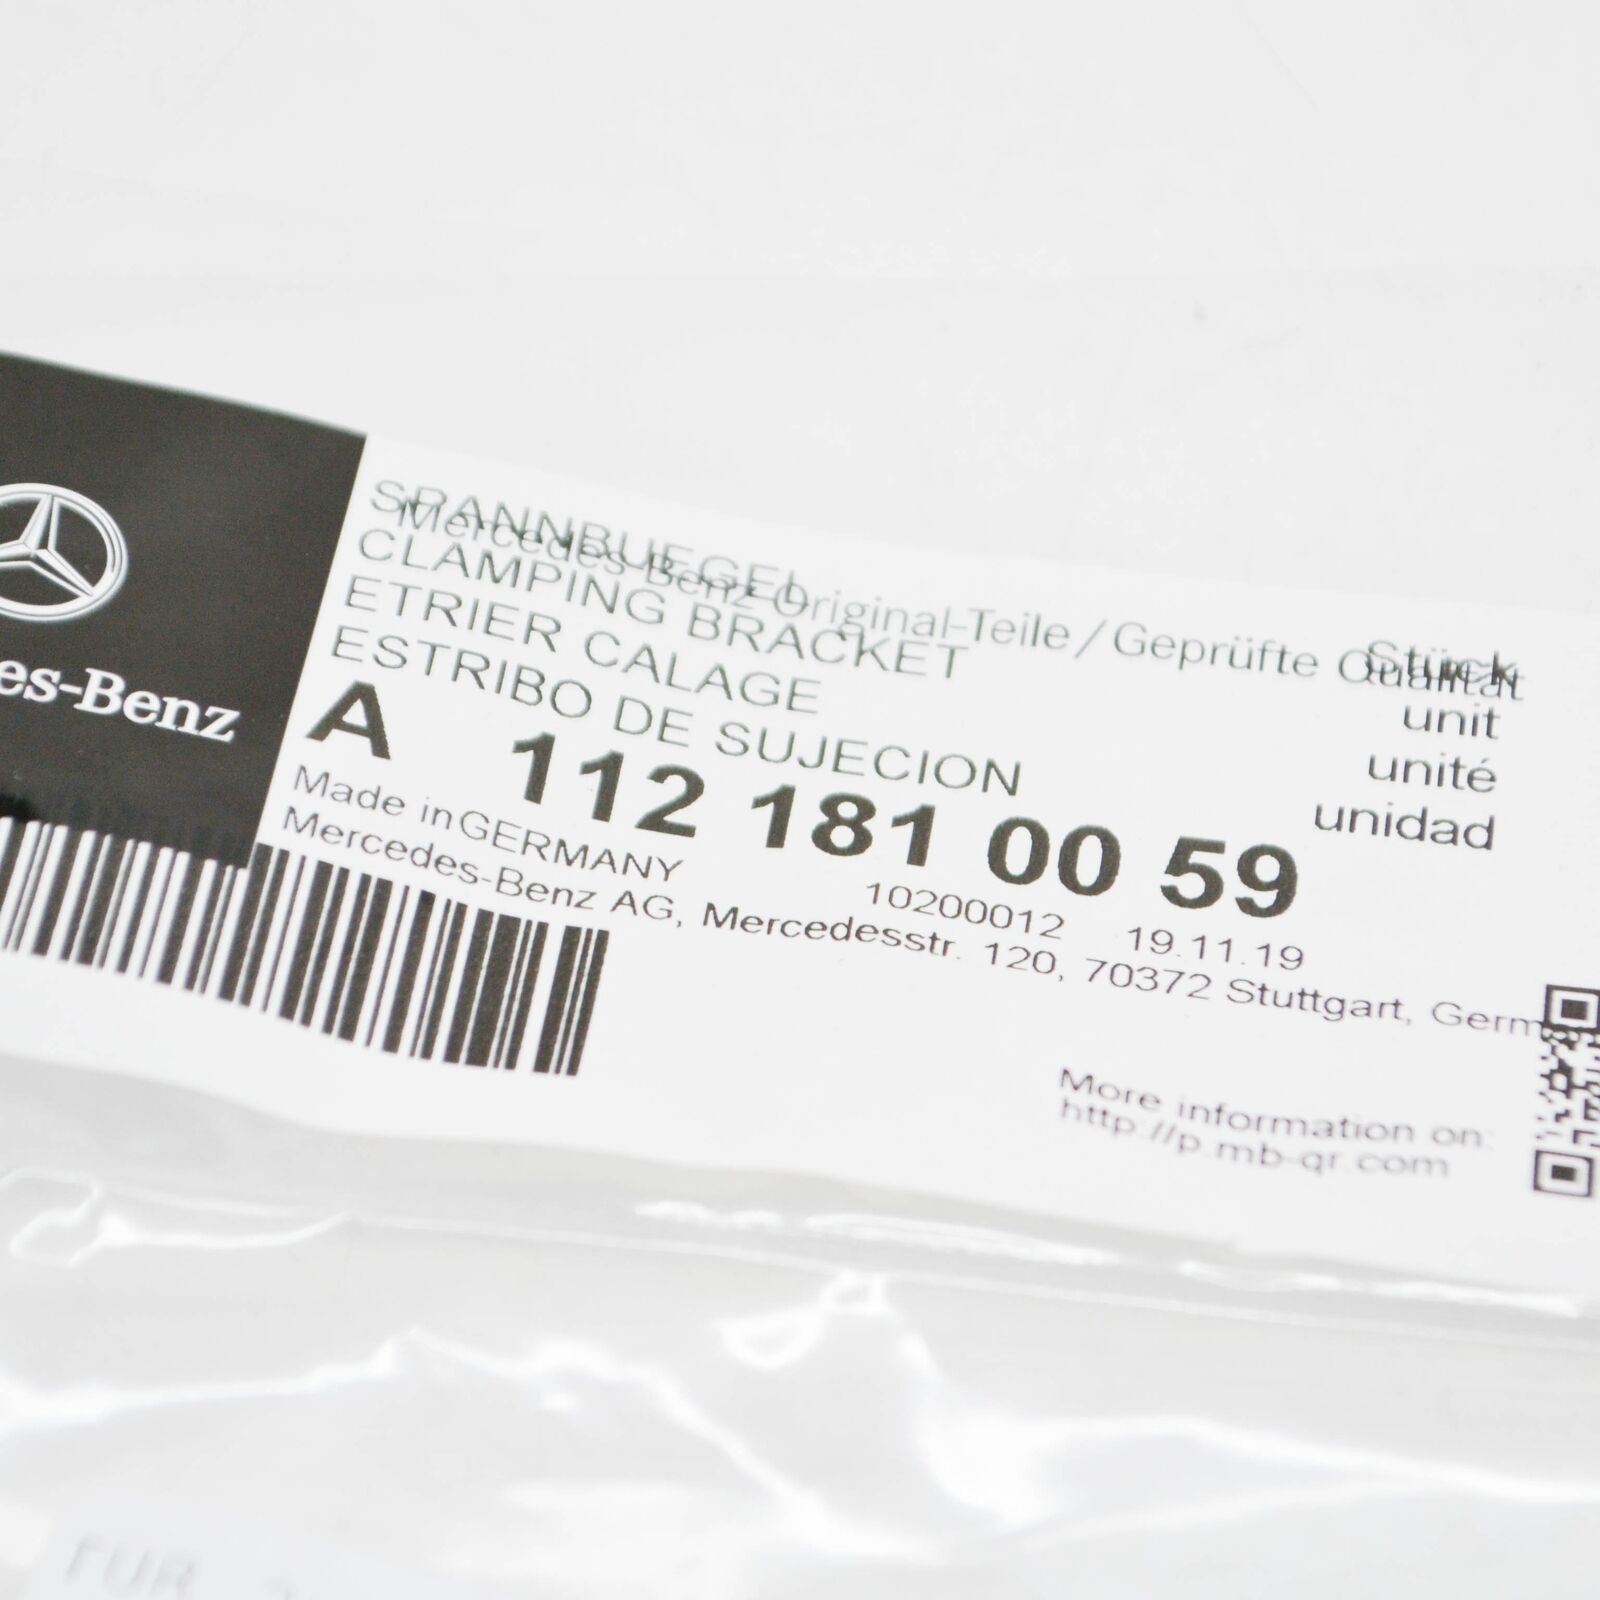 SPANNBUEGEL
Mercedes-Benz Original-Teile/Geprüfte Qualität
CLAMPING BRACKET
ETRIER CALAGE
ESTRIBO DE SUJECION
Stück
unit
unité
unidad
A 112 181 00 59
Made in GERMANY
10200012 19.11.19
Mercedes-Benz AG, Mercedesstr. 120, 70372 Stuttgart, Germ
More information on:
http://p.mb-qr.com
es-Benz